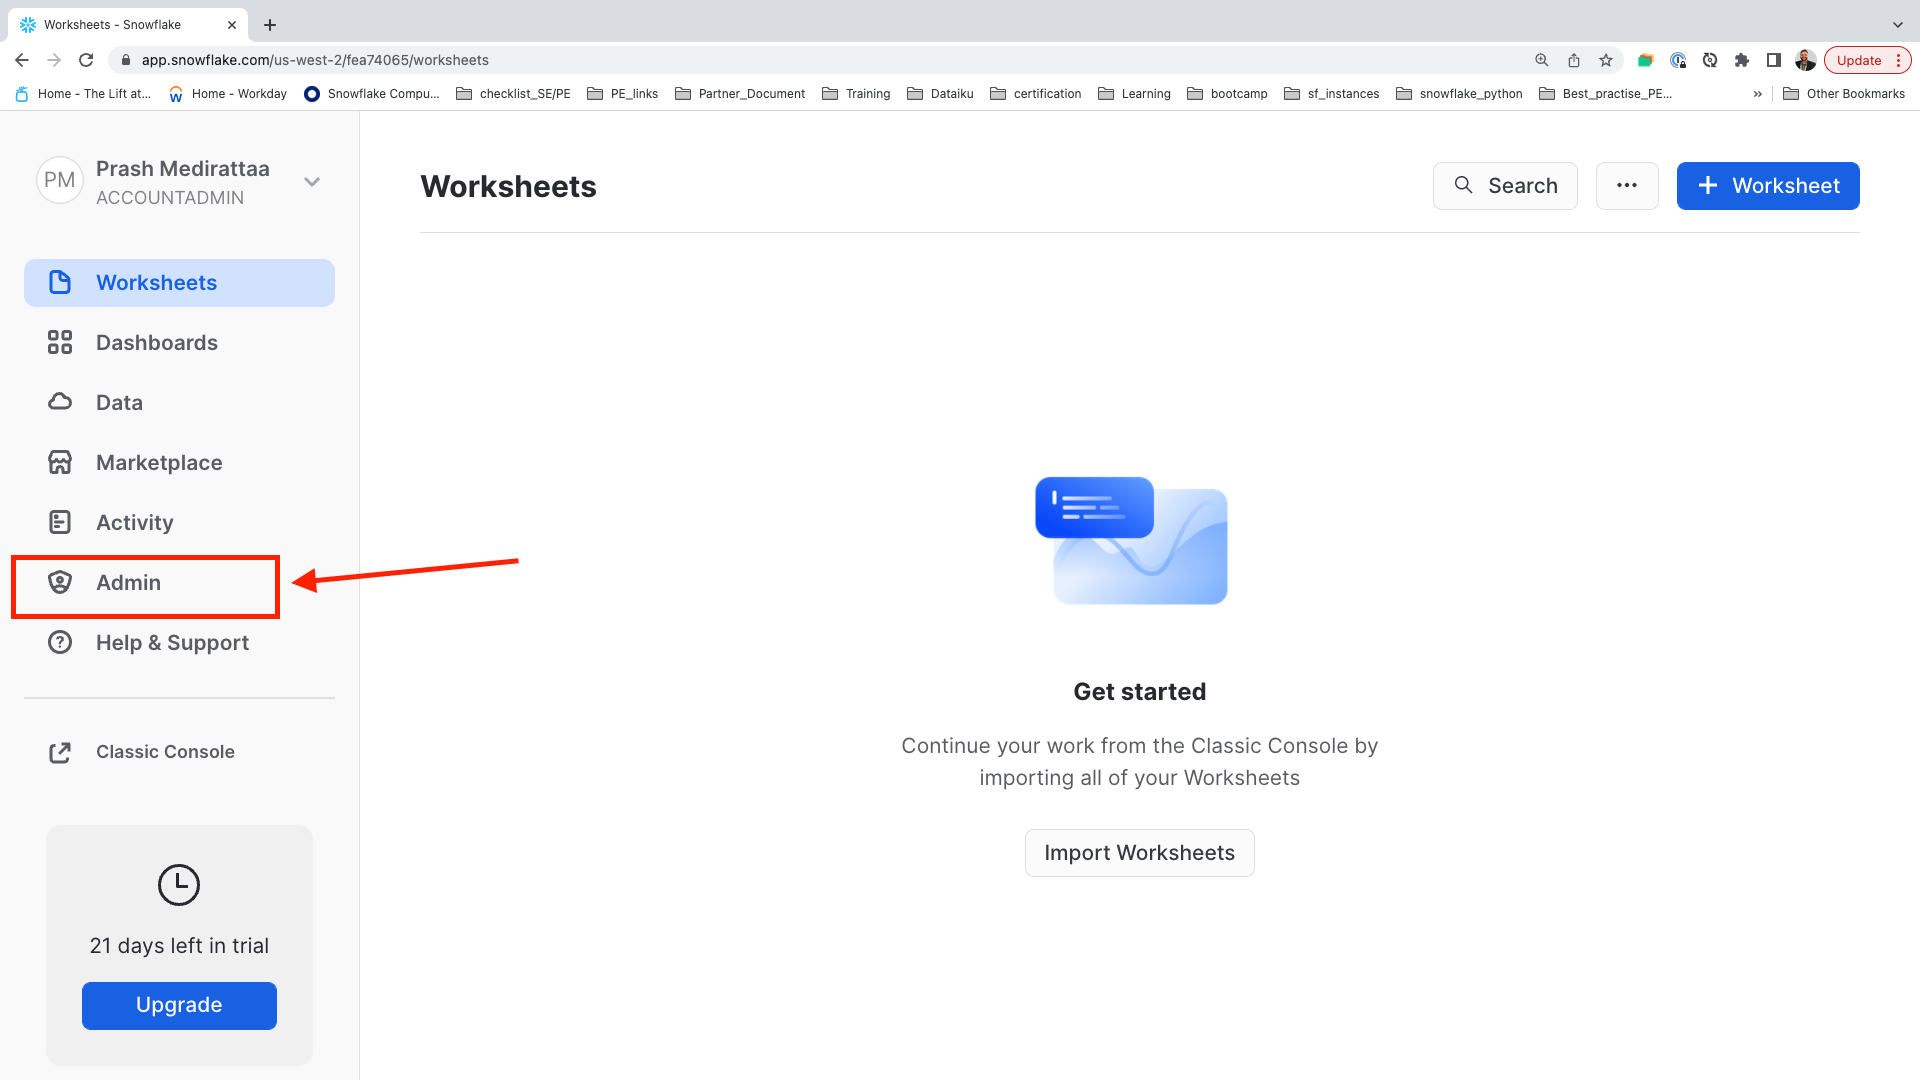 Worksheets - Snowflake
app.snowflake.com/us-west-2/fea74065/worksheets
Update
Home - The Lift at...
Home - Workday
Snowflake Compu...
checklist_SE/PE
PE_links
Partner_Document
Training
Dataiku
certification
Learning
bootcamp
sf_instances
snowflake_python
Best_practise_PE...
»
Other Bookmarks
PM
Prash Medirattaa
ACCOUNTADMIN
Worksheets
Dashboards
Data
Marketplace
Activity
Admin
Help & Support
Classic Console
21 days left in trial
Upgrade
Worksheets
Search
...
+ Worksheet
Get started
Continue your work from the Classic Console by
importing all of your Worksheets
Import Worksheets